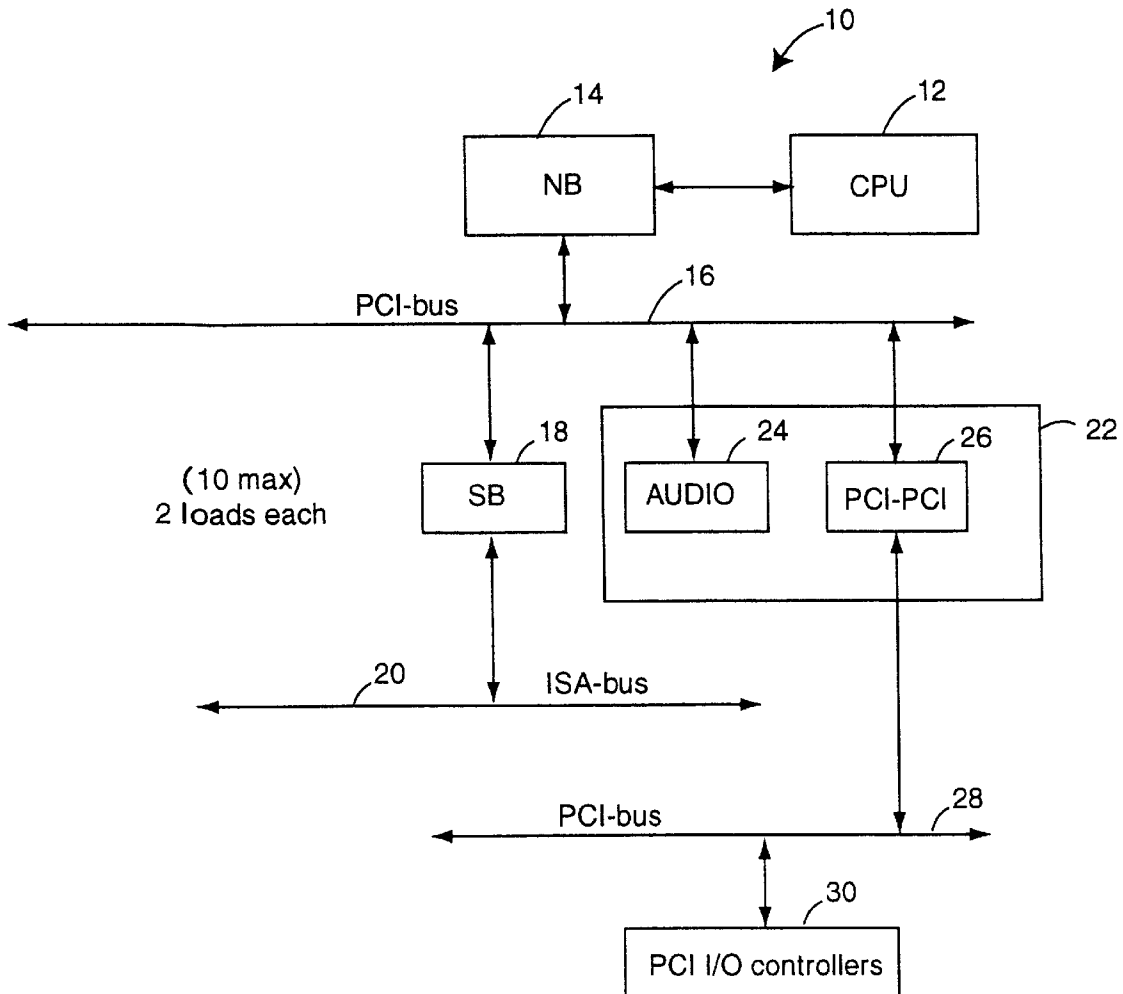 10
14
12
NB
CPU
16
PCI-bus
18
24
26
22
(10 max)
2 loads each
SB
AUDIO
PCI-PCI
20
ISA-bus
PCI-bus
28
30
PCI I/O controllers